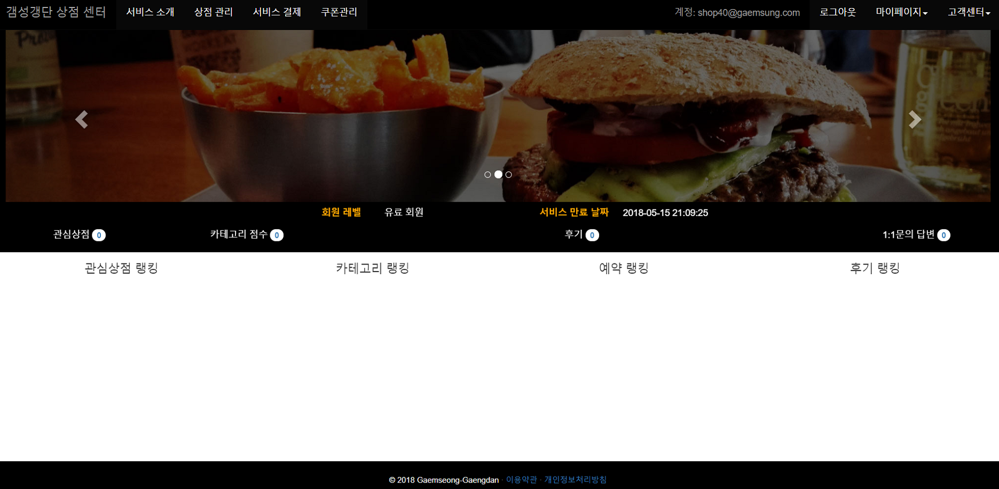 갬성갱단 상점 센터 서비스 소개 상점 관리 서비스 결제 쿠폰관리 계정: shop40@gaemsung.com 로그아웃 마이페이지 고객센터
회원 레벨 유료 회원 서비스 만료 날짜 2018-05-15 21:09:25
관심상점 0 카테고리 점수 0 후기 0 1:1문의 답변 0
관심상점 랭킹 카테고리 랭킹 예약 랭킹 후기 랭킹
© 2018 Gaemseong-Gaengdan · 이용약관 · 개인정보처리방침